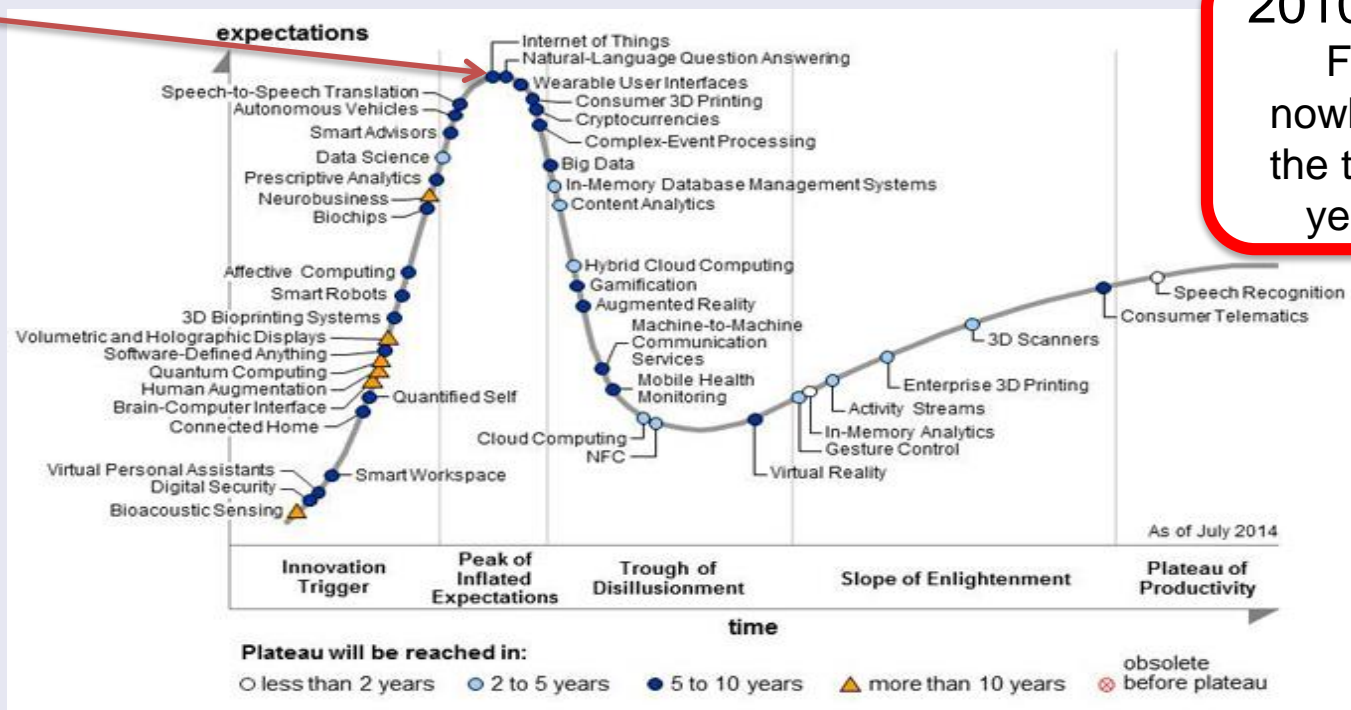 2010
nowh
the t
ye
expectations
Internet of Things
Natural-Language Question Answering
Wearable User Interfaces
Speech-to-Speech Translation
Consumer 3D Printing
Autonomous Vehicles
Cryptocurrencies
Smart Advisors
Complex-Event Processing
Data Science
Big Data
Prescriptive Analytics
In-Memory Database Management Systems
Neurobusiness
Content Analytics
Biochips
Affective Computing
Hybrid Cloud Computing
Smart Robots
Gamification
3D Bioprinting Systems
Augmented Reality
Volumetric and Holographic Displays
Machine-to-Machine
Communication
Services
Software-Defined Anything
Quantum Computing
Human Augmentation
Mobile Health
Monitoring
Brain-Computer Interface
Quantified Self
Connected Home
Cloud Computing
NFC
Virtual Personal Assistants
Smart Workspace
Digital Security
Bioacoustic Sensing
Virtual Reality
Gesture Control
In-Memory Analytics
Activity Streams
Enterprise 3D Printing
3D Scanners
Consumer Telematics
Speech Recognition
As of July 2014
Innovation
Trigger
Peak of
Inflated
Expectations
Trough of
Disillusionment
Slope of Enlightenment
Plateau of
Productivity
time
Plateau will be reached in:
less than 2 years
2 to 5 years
5 to 10 years
more than 10 years
obsolete
before plateau